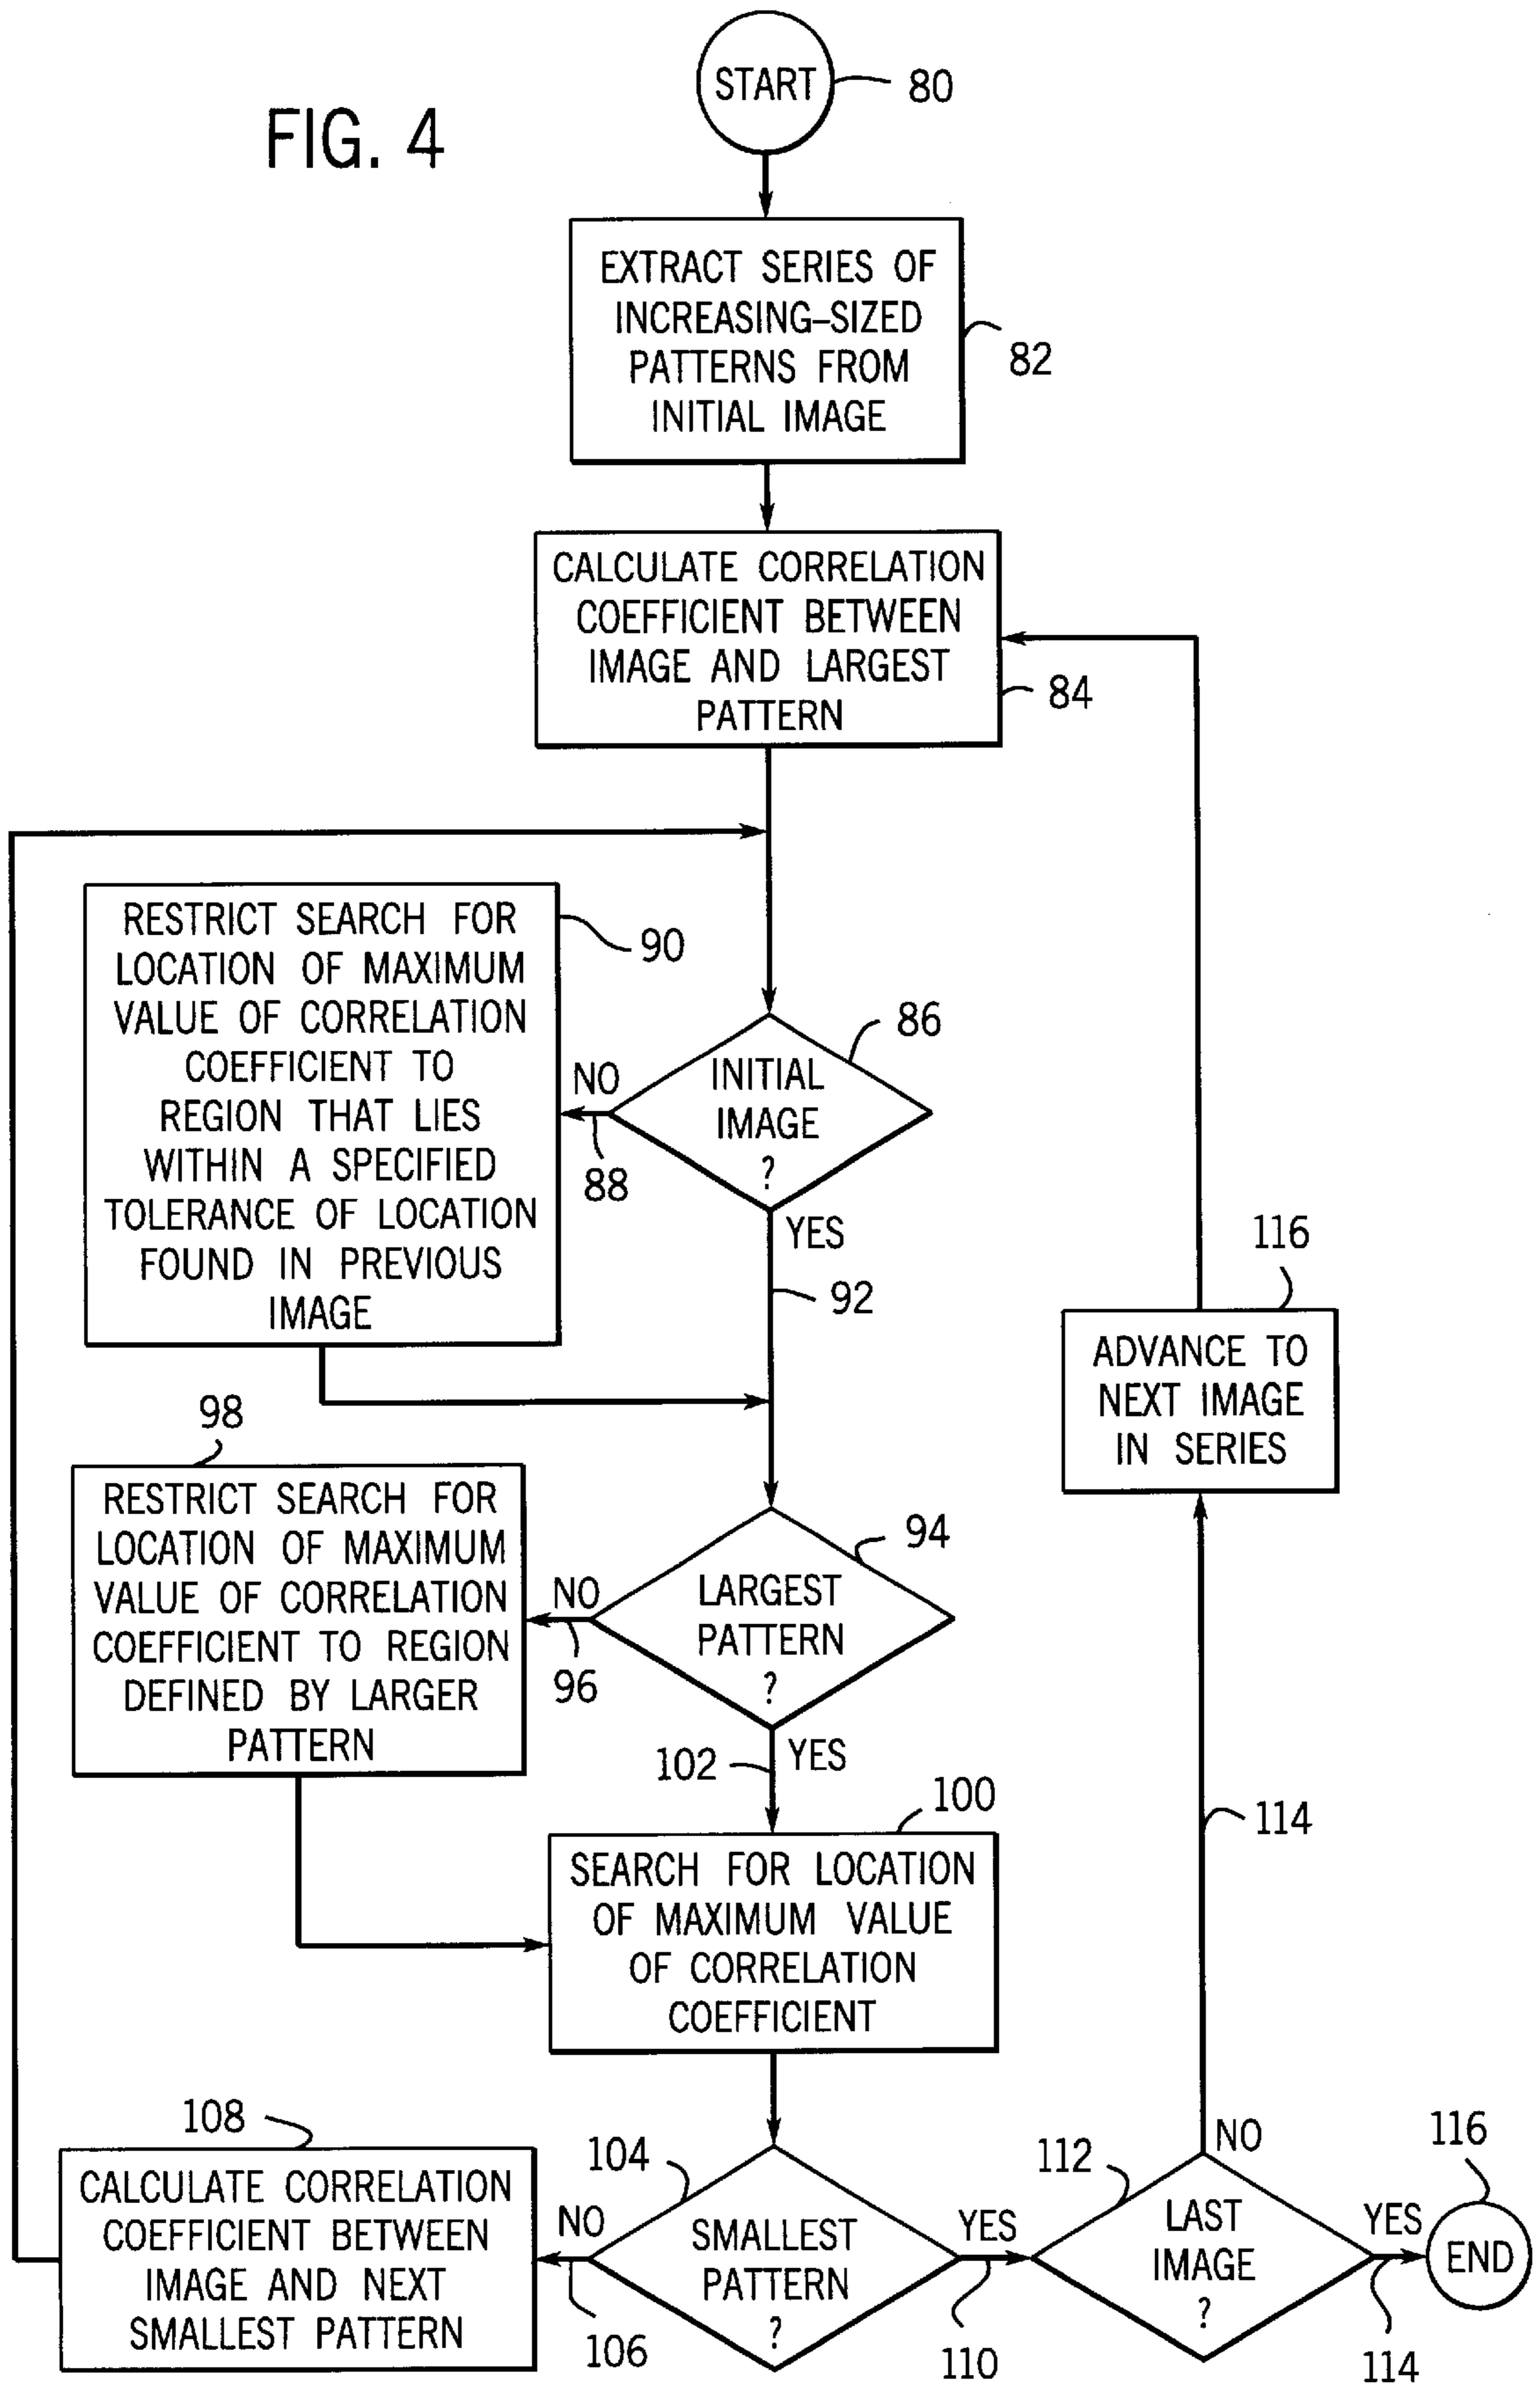 START
80
FIG. 4
EXTRACT SERIES OF
INCREASING-SIZED
PATTERNS FROM
INITIAL IMAGE
82
CALCULATE CORRELATION
COEFFICIENT BETWEEN
IMAGE AND LARGEST
PATTERN
84
RESTRICT SEARCH FOR
LOCATION OF MAXIMUM
VALUE OF CORRELATION
COEFFICIENT TO
REGION THAT LIES
WITHIN A SPECIFIED
TOLERANCE OF LOCATION
FOUND IN PREVIOUS
IMAGE
90
86
NO
88
INITIAL
IMAGE
?
YES
92
116
ADVANCE TO
NEXT IMAGE
IN SERIES
98
RESTRICT SEARCH FOR
LOCATION OF MAXIMUM
VALUE OF CORRELATION
COEFFICIENT TO REGION
DEFINED BY LARGER
PATTERN
94
NO
96
LARGEST
PATTERN
?
102
YES
100
114
SEARCH FOR LOCATION
OF MAXIMUM VALUE
OF CORRELATION
COEFFICIENT
108
CALCULATE CORRELATION
COEFFICIENT BETWEEN
IMAGE AND NEXT
SMALLEST PATTERN
104
NO
106
SMALLEST
PATTERN
?
YES
110
112
NO
LAST
IMAGE
?
YES
114
116
END